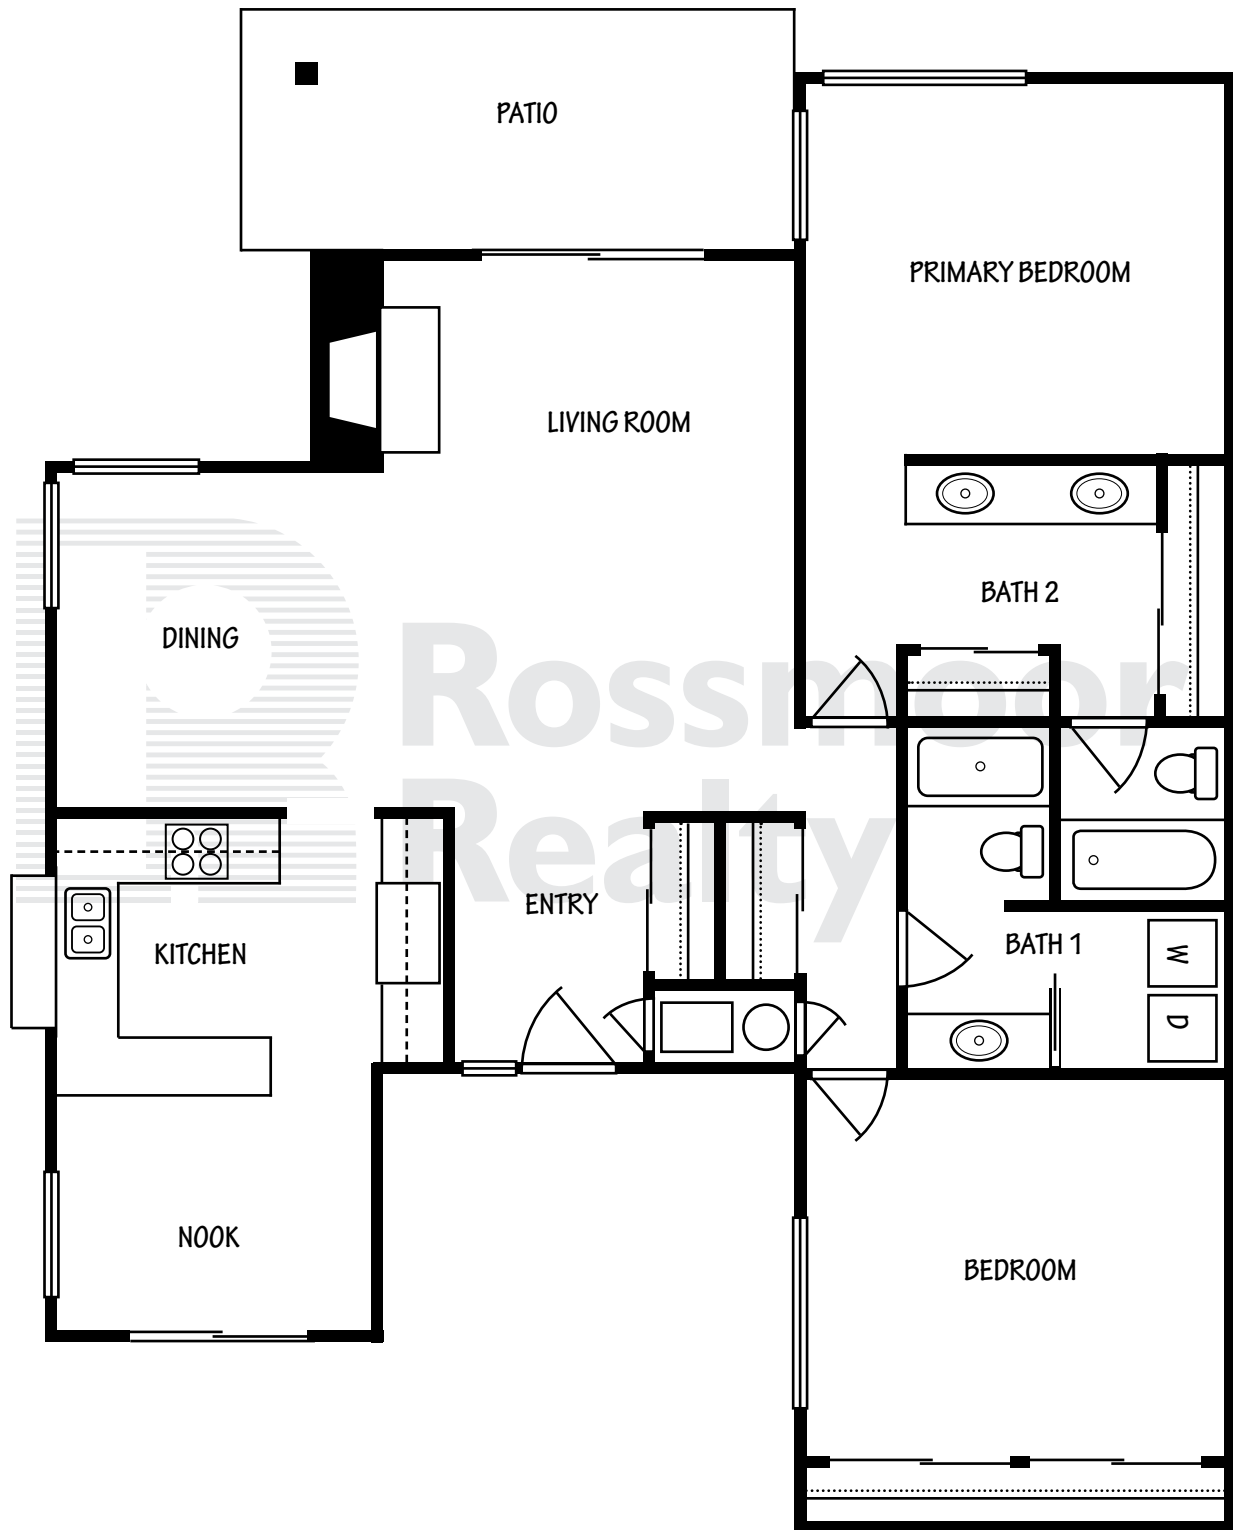 PATIO
PRIMARY BEDROOM
LIVING ROOM
BATH 2
DINING
Rossmoor
Realty
ENTRY
BATH 1
KITCHEN
W
D
NOOK
BEDROOM